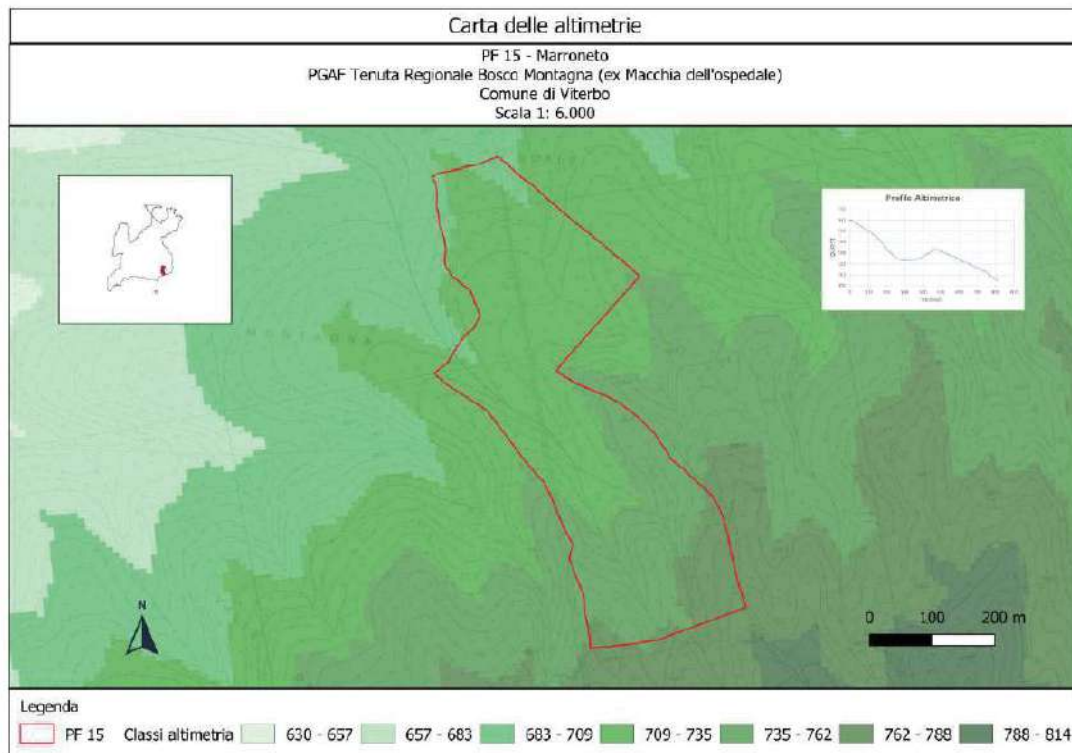 Carta delle altimetrie
PF 15 - Marroneto
PGAF Tenuta Regionale Bosco Montagna (ex Macchia dell'ospedale)
Comune di Viterbo
Scala 1: 6.000
Profilo Altimetrico
MONTAGNA
N
0 100 200 m
Legenda
PF 15 Classi altimetria 630 - 657 657 - 683 683 - 709 709 - 735 735 - 762 762 - 788 788 - 814